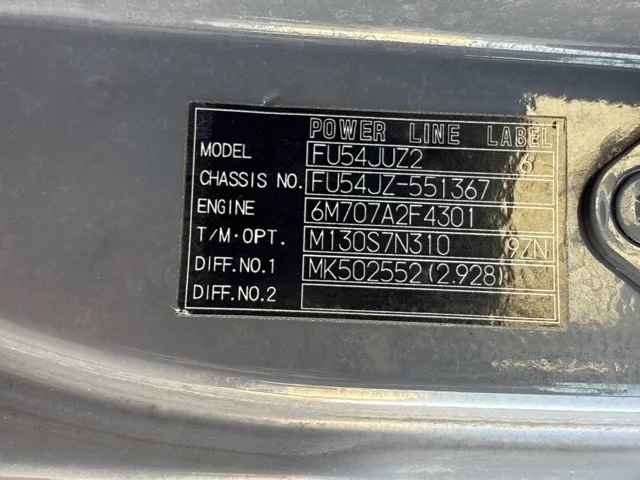 POWER LINE LABEL
MODEL FU54JUZ2 6
CHASSIS NO. FU54JZ-551367
ENGINE 6M707A2F4301
T/M·OPT. M130S7N310 9ZN
DIFF.NO.1 MK502552(2.928)
DIFF.NO.2